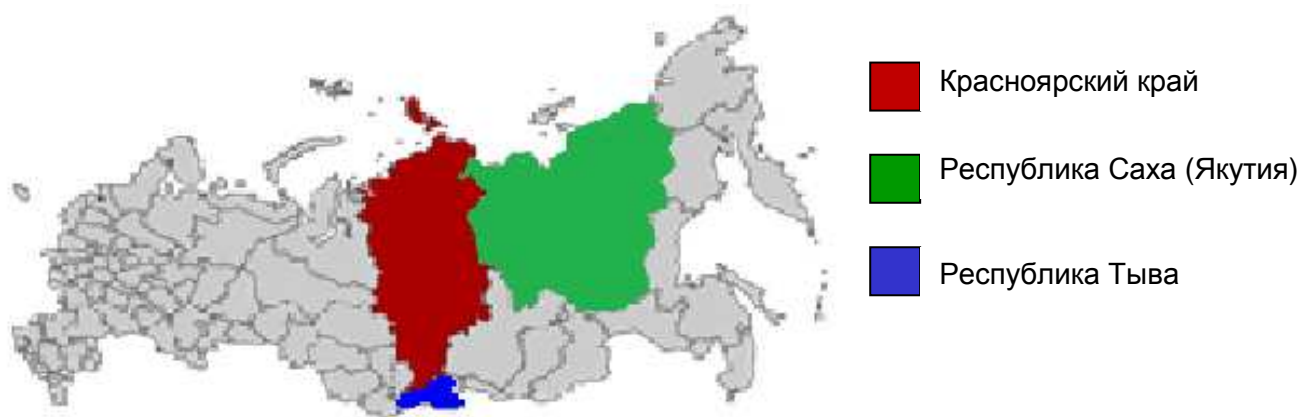 Красноярский край
Республика Саха (Якутия)
Республика Тыва